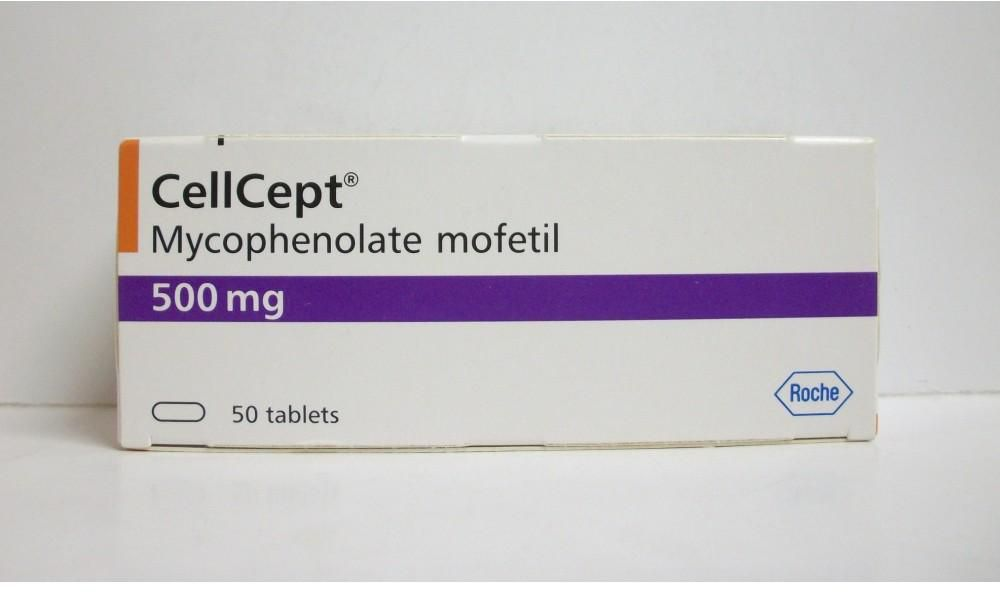 CellCept®
Mycophenolate mofetil
500 mg
50 tablets
Roche